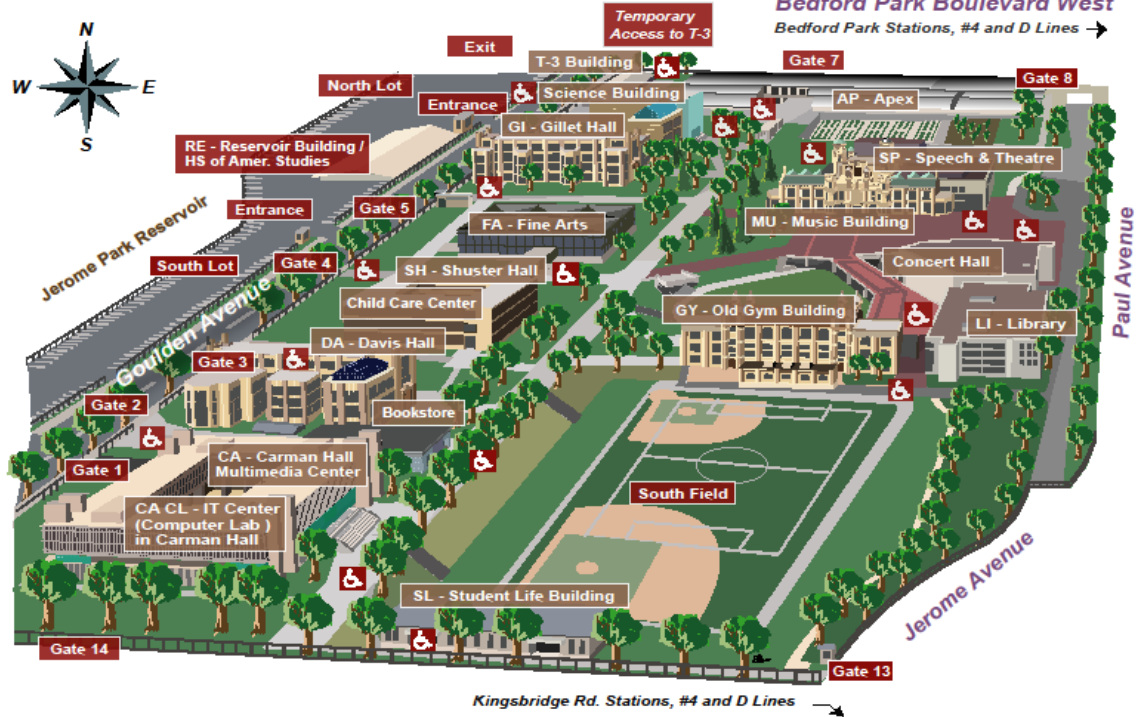 Bedford Park Boulevard West
Bedford Park Stations, #4 and D Lines
Temporary
Access to T-3
N
W
E
S
Exit
T-3 Building
Gate 7
Gate 8
North Lot
Science Building
Entrance
AP - Apex
GI - Gillet Hall
RE - Reservoir Building /
HS of Amer. Studies
SP - Speech & Theatre
Jerome Park Reservoir
Entrance
Gate 5
FA - Fine Arts
MU - Music Building
South Lot
Gate 4
SH - Shuster Hall
Concert Hall
Paul Avenue
Child Care Center
GY - Old Gym Building
LI - Library
Goulden Avenue
DA - Davis Hall
Gate 3
Gate 2
Bookstore
Gate 1
CA - Carman Hall
Multimedia Center
South Field
CA CL - IT Center
(Computer Lab )
in Carman Hall
Jerome Avenue
SL - Student Life Building
Gate 14
Gate 13
Kingsbridge Rd. Stations, #4 and D Lines